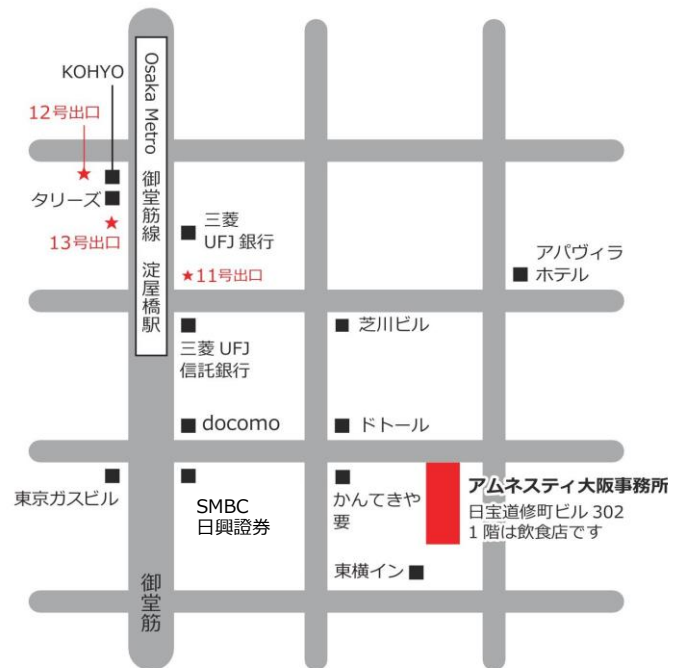 KOHYO
12号出口
タリーズ
13号出口
Osaka Metro 御堂筋線 淀屋橋駅
三菱
UFJ 銀行
11号出口
アパヴィラ
ホテル
三菱 UFJ
信託銀行
芝川ビル
docomo
ドトール
東京ガスビル
SMBC
日興證券
かんてきや
要
アムネスティ大阪事務所
日宝道修町ビル 302
1 階は飲食店です
東横イン
御堂筋